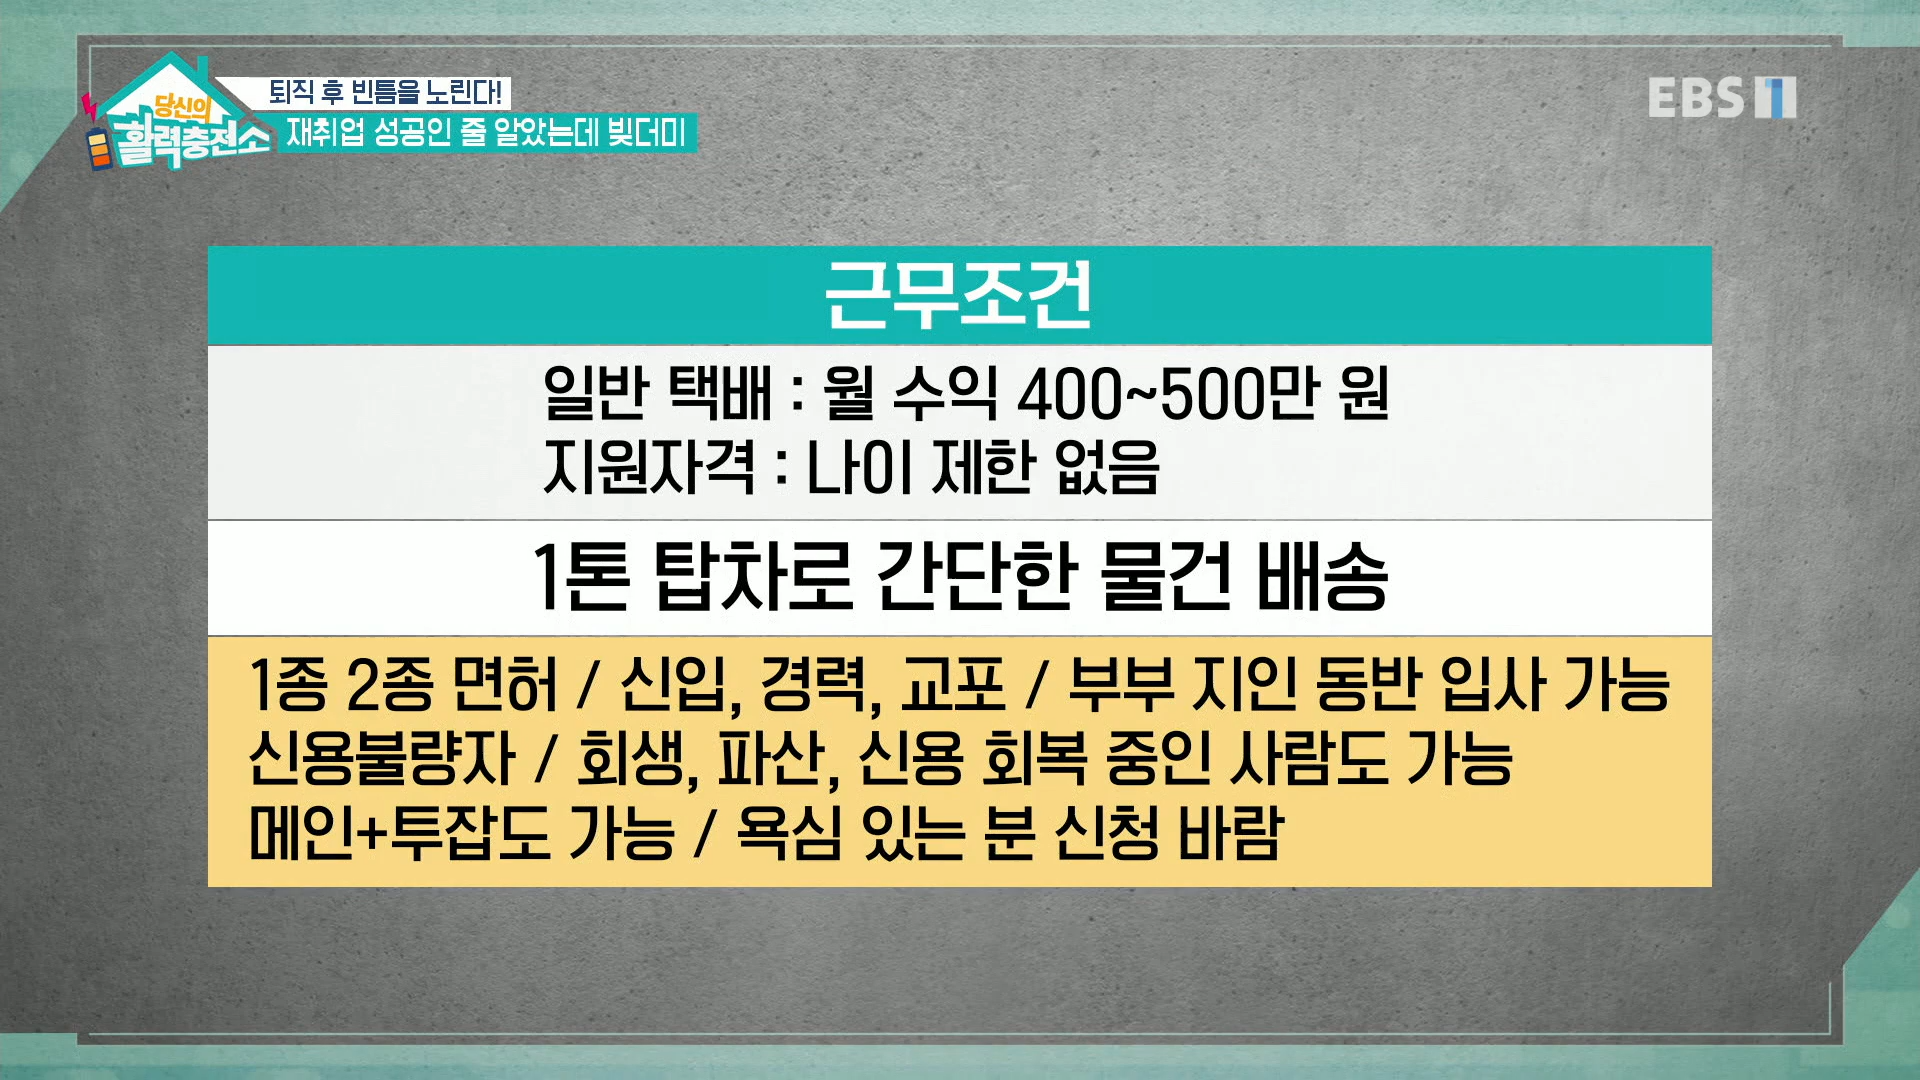 당신의
활력충전소
퇴직 후 빈틈을 노린다!
재취업 성공인 줄 알았는데 빚더미
EBS 1
근무조건
일반 택배 : 월 수익 400~500만 원
지원자격 : 나이 제한 없음
1톤 탑차로 간단한 물건 배송
1종 2종 면허 / 신입, 경력, 교포 / 부부 지인 동반 입사 가능
신용불량자 / 회생, 파산, 신용 회복 중인 사람도 가능
메인+투잡도 가능 / 욕심 있는 분 신청 바람